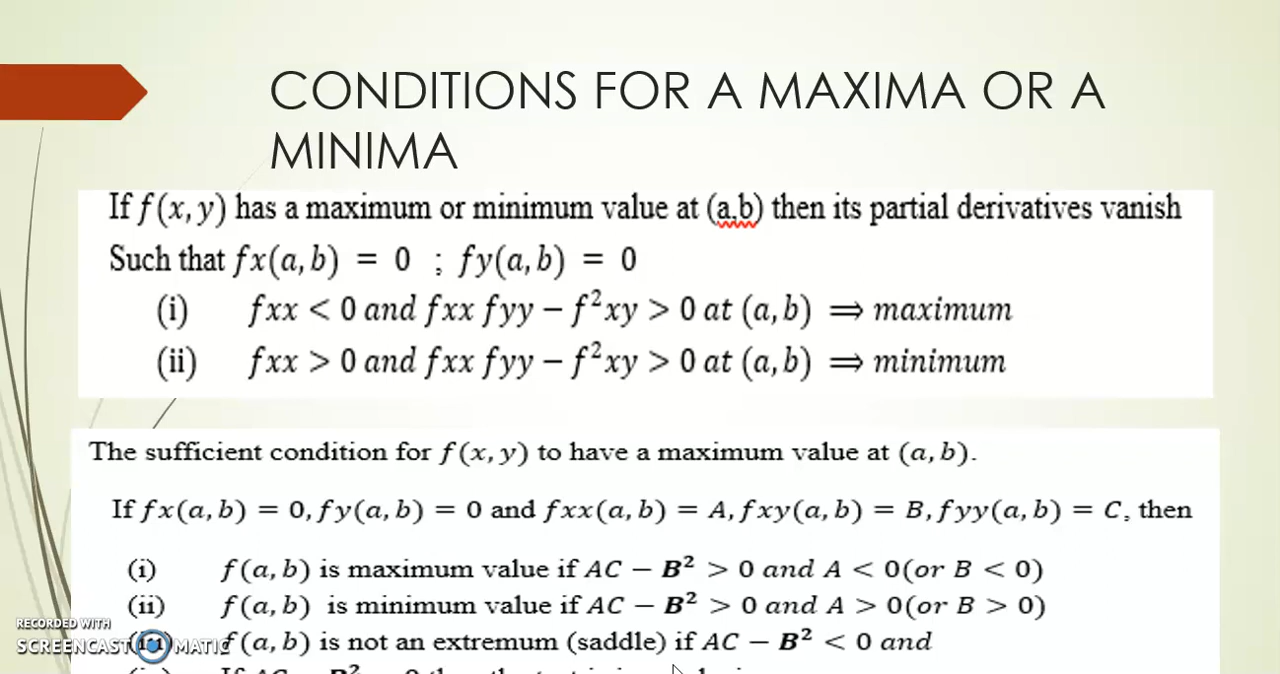 CONDITIONS FOR A MAXIMA OR A
MINIMA
If f(x, y) has a maximum or minimum value at (a,b) then its partial derivatives vanish
Such that fx(a, b) = 0 ; fy(a, b) = 0
(i) fxx < 0 and fxx fyy − f²xy > 0 at (a, b) ⟹ maximum
(ii) fxx > 0 and fxx fyy − f²xy > 0 at (a, b) ⟹ minimum
The sufficient condition for f(x, y) to have a maximum value at (a, b).
If fx(a, b) = 0, fy(a, b) = 0 and fxx(a, b) = A, fxy(a, b) = B, fyy(a, b) = C, then
(i) f(a, b) is maximum value if AC − B² > 0 and A < 0(or B < 0)
(ii) f(a, b) is minimum value if AC − B² > 0 and A > 0(or B > 0)
f(a, b) is not an extremum (saddle) if AC − B² < 0 and
RECORDED WITH
SCREENCAST MATIC